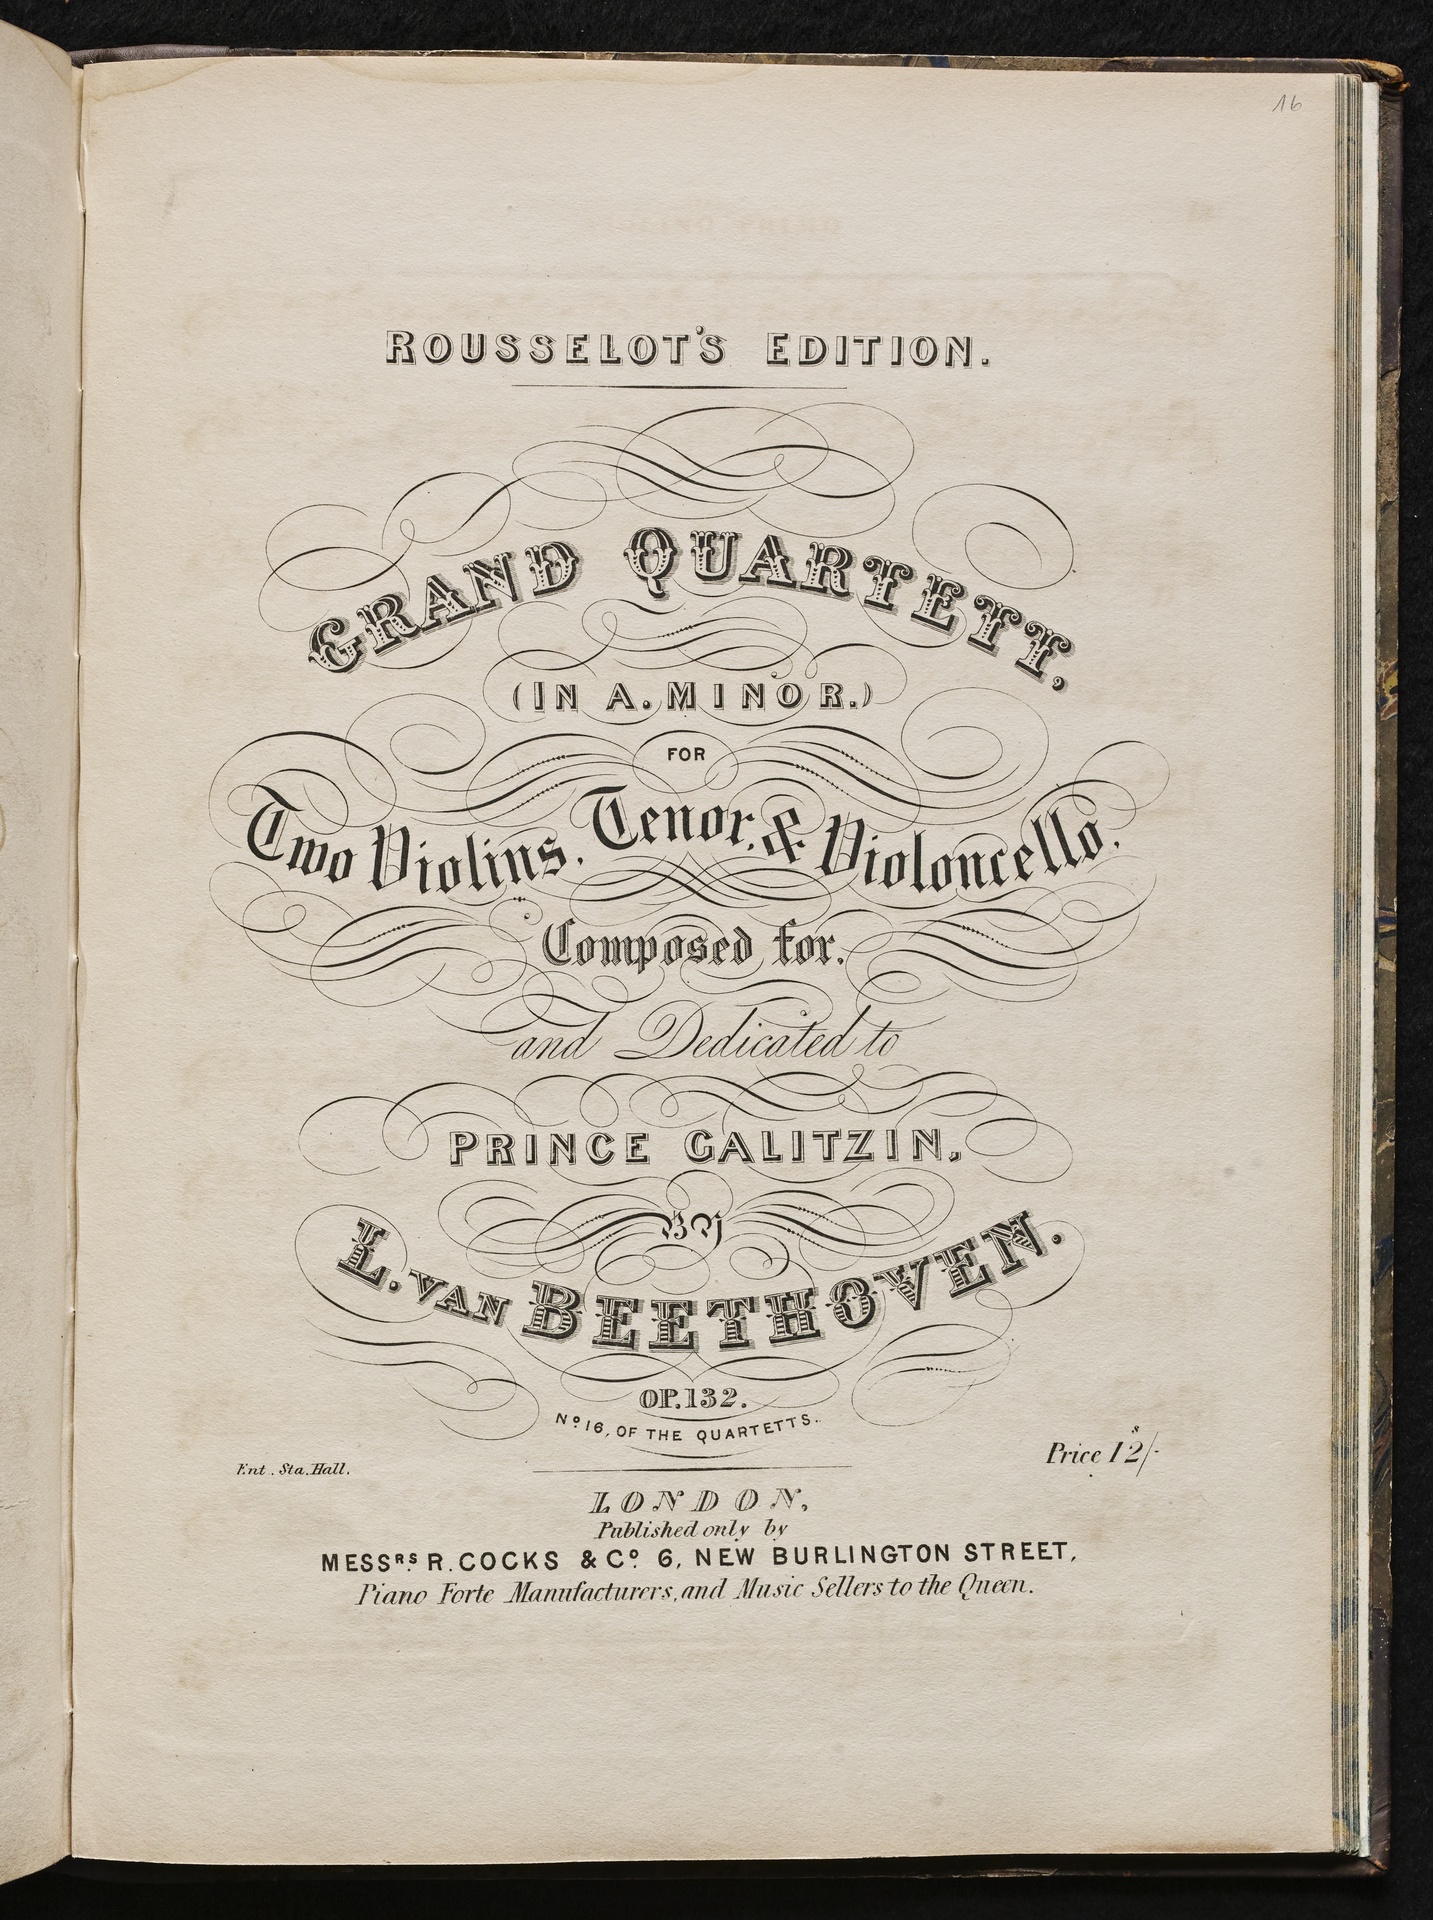 16
ROUSSELOT'S EDITION.
GRAND QUARTETT,
(IN A. MINOR.)
FOR
Two Violins, Tenor, & Violoncello.
Composed for,
and Dedicated to
PRINCE GALITZIN,
BY
L. VAN BEETHOVEN.
OP. 132.
No. 16, OF THE QUARTETTS.
Ent. Sta. Hall.
Price 12s/-
LONDON,
Published only by
MESSRS. R. COCKS & Co. 6, NEW BURLINGTON STREET,
Piano Forte Manufacturers, and Music Sellers to the Queen.